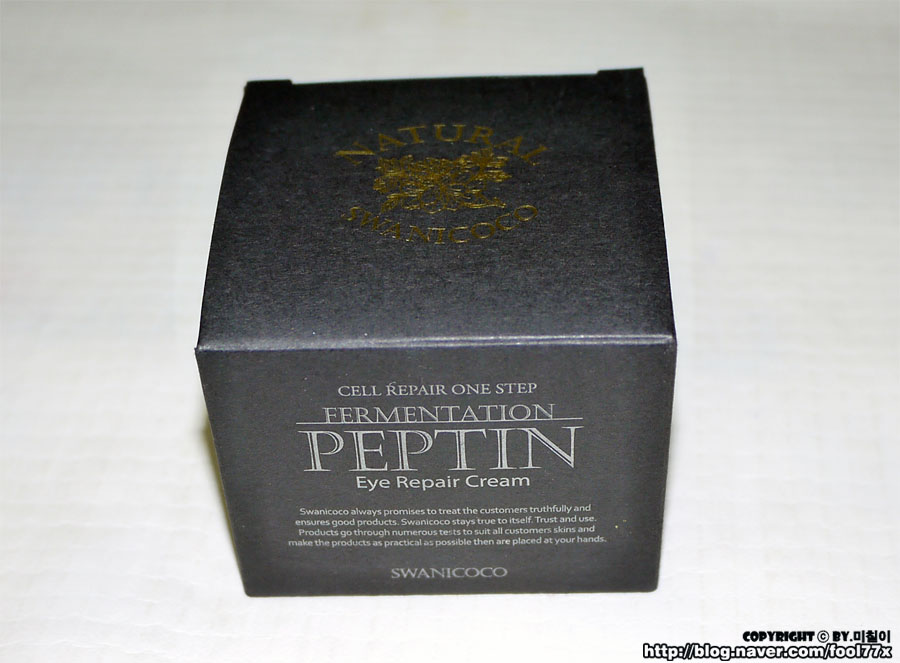 NATURAL
SWANICOCO
CELL REPAIR ONE STEP
FERMENTATION
PEPTIN
Eye Repair Cream
Swanicoco always promises to treat the customers truthfully and
ensures good products. Swanicoco stays true to itself. Trust and use.
Products go through numerous tests to suit all customers skins and
make the products as practical as possible then are placed at your hands.
SWANICOCO
COPYRIGHT © BY.미칠이
http://blog.naver.com/fool77x